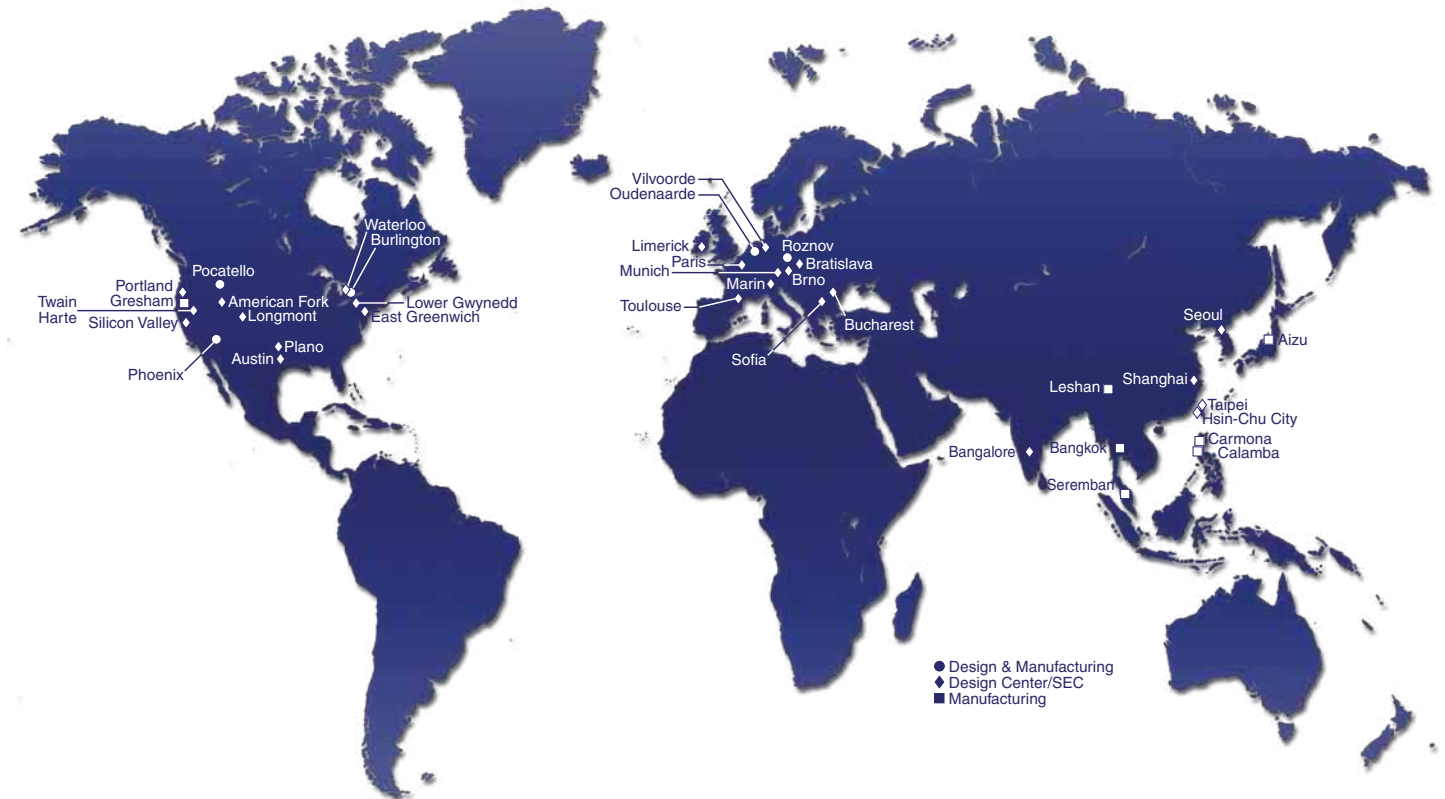 Waterloo
Burlington
Pocatello
Portland
Gresham
Twain
Harte
American Fork
Longmont
Silicon Valley
Lower Gwynedd
East Greenwich
Plano
Austin
Phoenix
Vilvoorde
Oudenaarde
Limerick
Paris
Munich
Roznov
Bratislava
Brno
Marin
Toulouse
Bucharest
Sofia
Seoul
Aizu
Leshan
Shanghai
Taipei
Hsin-Chu City
Bangalore
Bangkok
Carmona
Calamba
Seremban
Design & Manufacturing
Design Center/SEC
Manufacturing